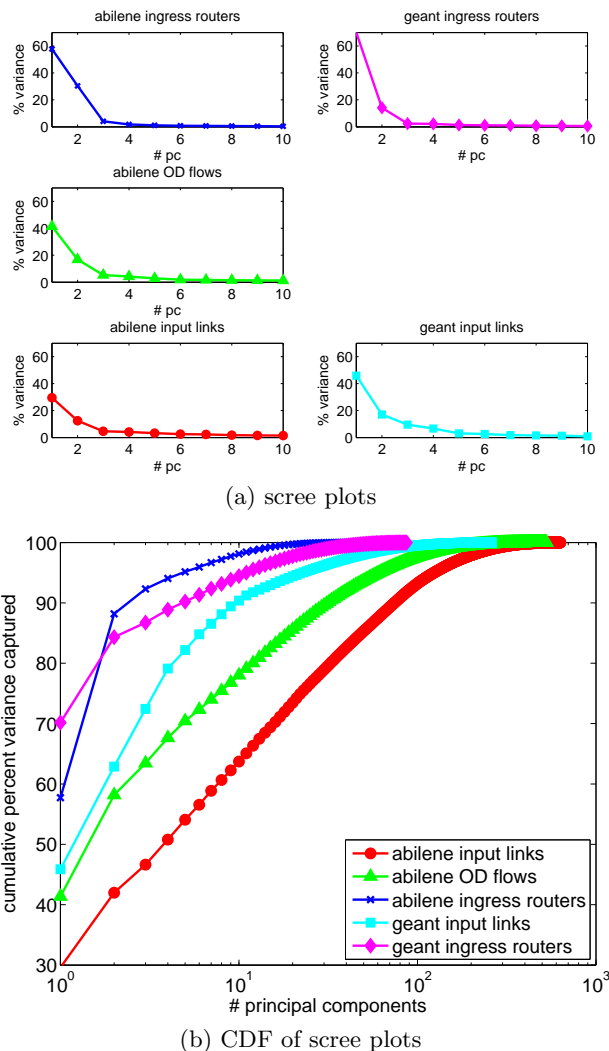 abilene ingress routers
% variance
60
40
20
0
2 4 6 8 10
# pc
geant ingress routers
% variance
60
40
20
0
2 4 6 8 10
# pc
abilene OD flows
% variance
60
40
20
0
2 4 6 8 10
# pc
abilene input links
% variance
60
40
20
0
2 4 6 8 10
# pc
geant input links
% variance
60
40
20
0
2 4 6 8 10
# pc
(a) scree plots
cumulative percent variance captured
100
90
80
70
60
50
40
30
10^0 10^1 10^2 10^3
# principal components
abilene input links
abilene OD flows
abilene ingress routers
geant input links
geant ingress routers
(b) CDF of scree plots